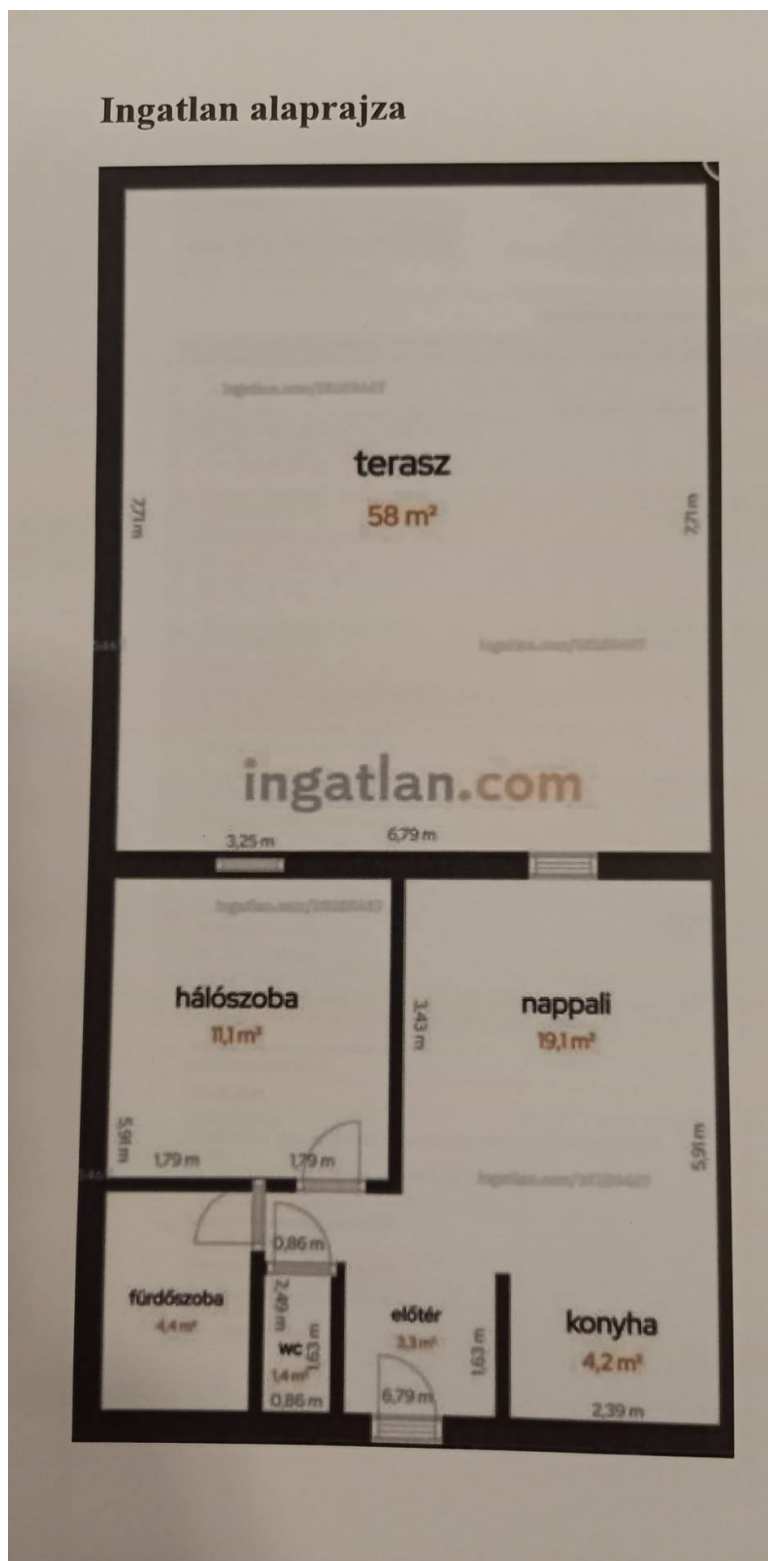 Ingatlan alaprajza
terasz
58 m²
7,71 m
7,71 m
ingatlan.com
3,25 m
6,79 m
hálószoba
11,1 m²
nappali
19,1 m²
3,43 m
5,91 m
5,91 m
1,79 m
1,79 m
0,86 m
fürdőszoba
4,4 m²
2,49 m
wc
1,63 m
1,4 m²
0,86 m
előtér
3,3 m²
1,63 m
6,79 m
konyha
4,2 m²
2,39 m